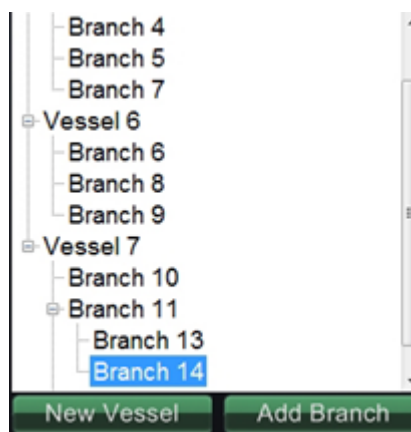 Branch 4
Branch 5
Branch 7
Vessel 6
Branch 6
Branch 8
Branch 9
Vessel 7
Branch 10
Branch 11
Branch 13
Branch 14
New Vessel Add Branch